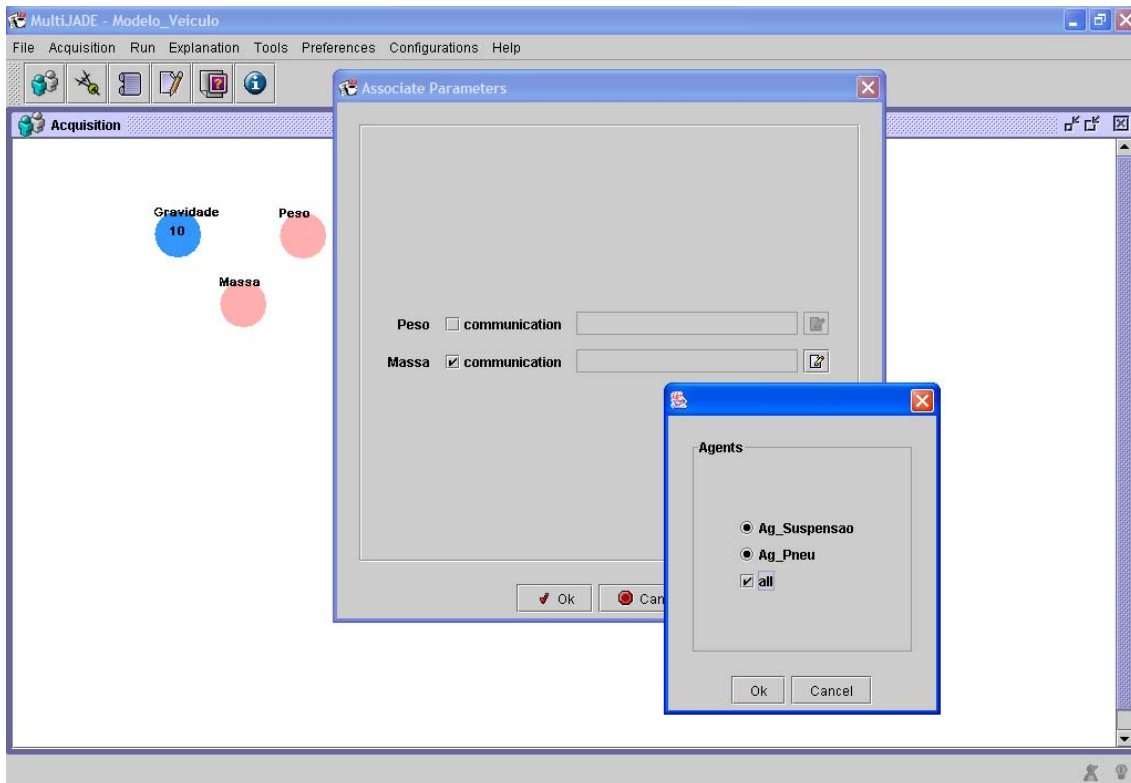 MultiJADE - Modelo_Veiculo
File Acquisition Run Explanation Tools Preferences Configurations Help
Associate Parameters
Acquisition
Gravidade
10
Peso
Massa
Peso communication
Massa communication
Agents
Ag_Suspensao
Ag_Pneu
all
Ok Can
Ok Cancel